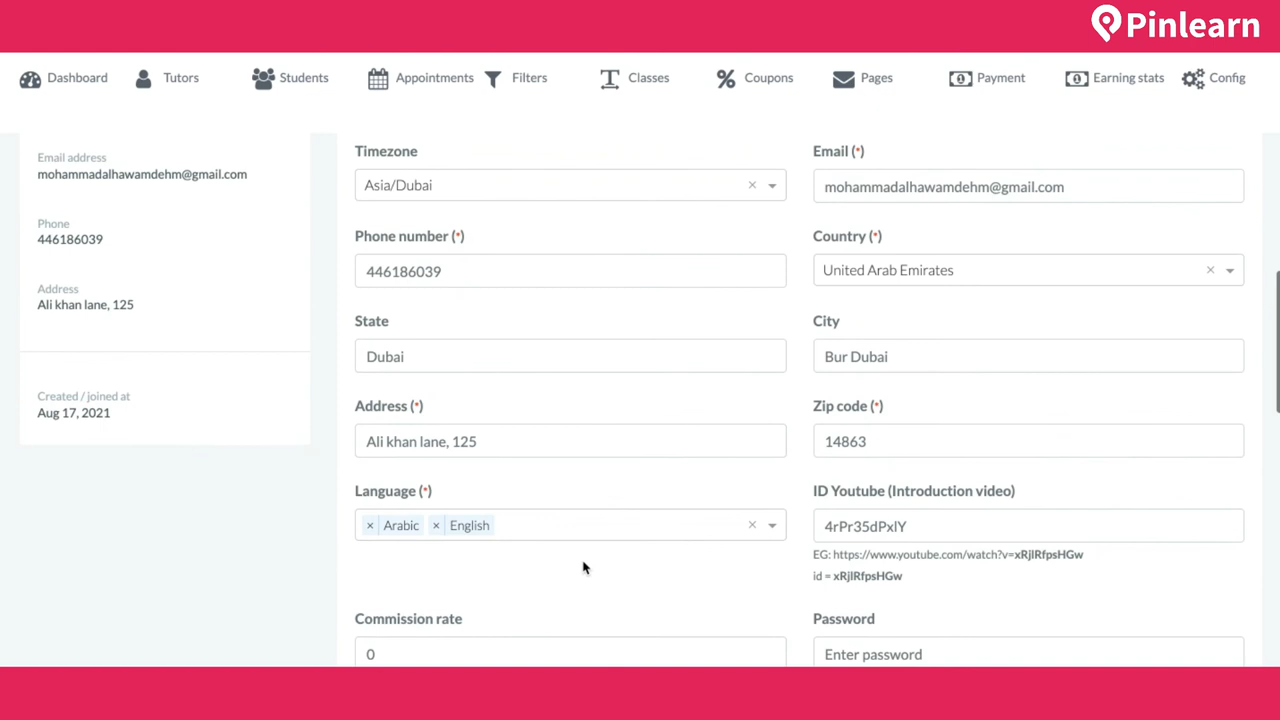 Pinlearn
Dashboard Tutors Students Appointments Filters Classes Coupons Pages Payment Earning stats Config
Email address
mohammadalhawamdehm@gmail.com
Phone
446186039
Address
Ali khan lane, 125
Created / joined at
Aug 17, 2021
Timezone
Asia/Dubai
Email (*)
mohammadalhawamdehm@gmail.com
Phone number (*)
446186039
Country (*)
United Arab Emirates
State
Dubai
City
Bur Dubai
Address (*)
Ali khan lane, 125
Zip code (*)
14863
Language (*)
× Arabic × English
ID Youtube (Introduction video)
4rPr35dPxlY
EG: https://www.youtube.com/watch?v=xRjlRfpsHGw
id = xRjlRfpsHGw
Commission rate
0
Password
Enter password